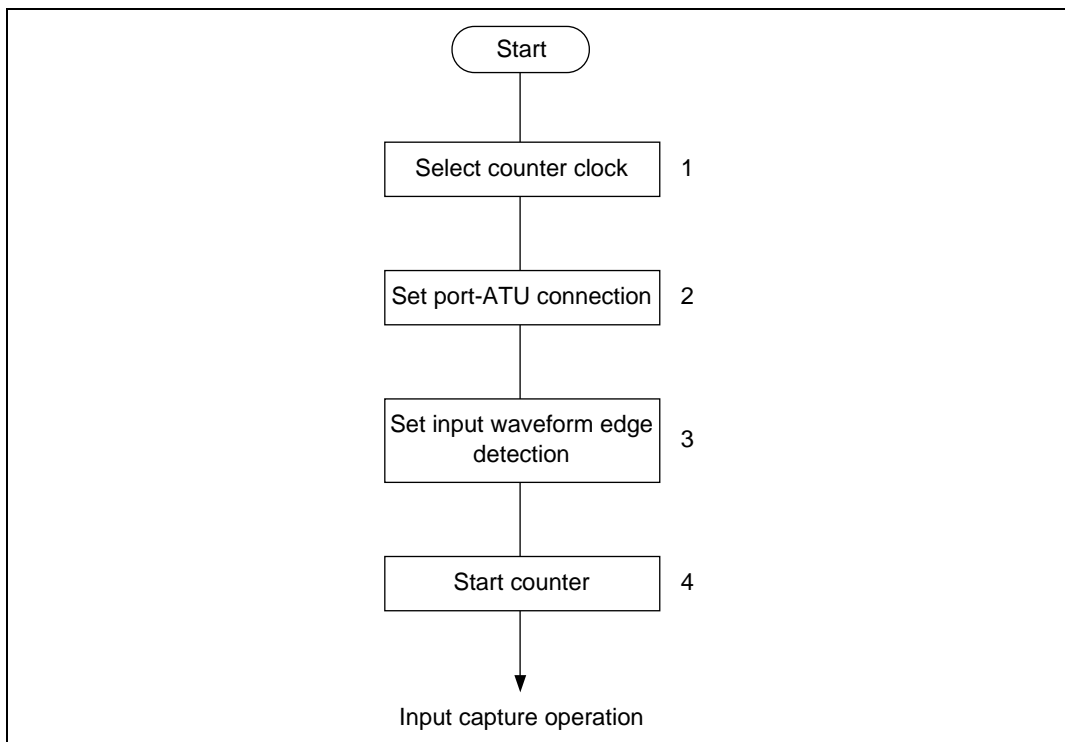 Start
Select counter clock 1
Set port-ATU connection 2
Set input waveform edge
detection
3
Start counter 4
Input capture operation